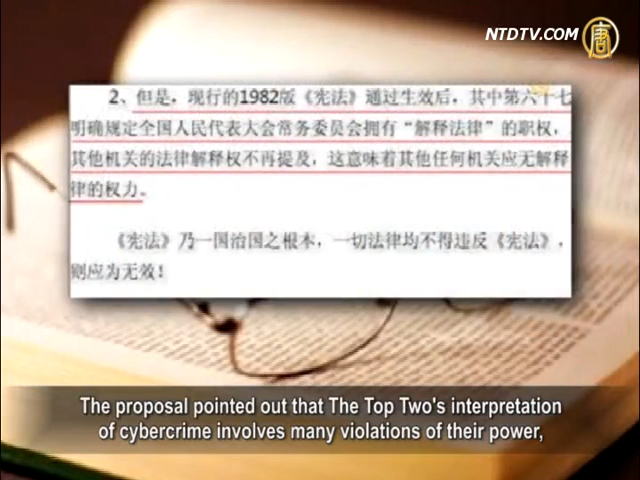 NTDTV.COM
唐
2、但是，现行的1982版《宪法》通过生效后，其中第六十七
明确规定全国人民代表大会常务委员会拥有“解释法律”的职权，
其他机关的法律解释权不再提及，这意味着其他任何机关应无解释
律的权力。
《宪法》乃一国治国之根本，一切法律均不得违反《宪法》，
则应为无效！
The proposal pointed out that The Top Two's interpretation
of cybercrime involves many violations of their power,